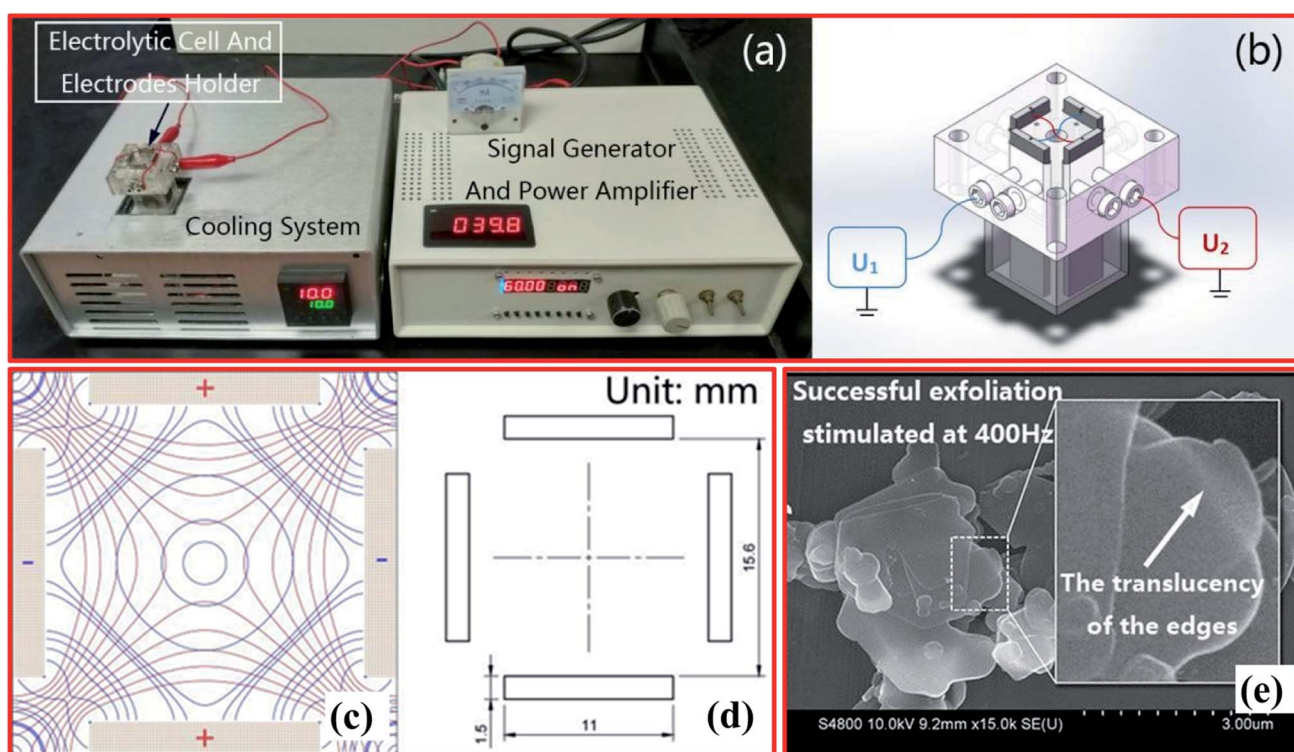 Electrolytic Cell And
Electrodes Holder
(a)
Signal Generator
And Power Amplifier
Cooling System
039.8
10.0
10.0
60.00 on
(b)
U1
U2
+
-
-
+
(c)
Unit: mm
15.6
1.5
11
(d)
Successful exfoliation
stimulated at 400Hz
The translucency
of the edges
(e)
S4800 10.0kV 9.2mm x15.0k SE(U)
3.00um